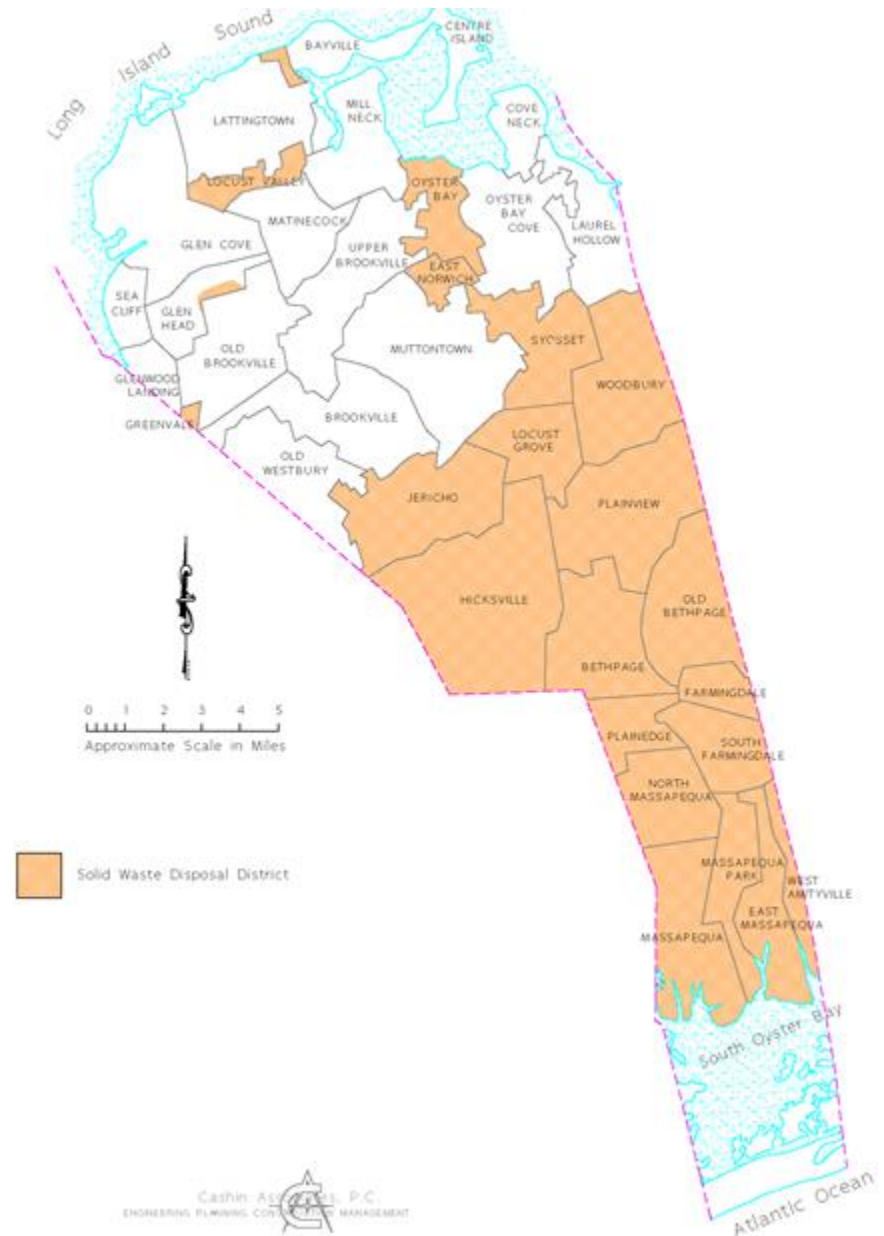 Long Island Sound
BAYVILLE
CENTRE
ISLAND
LATTINGTOWN
MILL
NECK
COVE
NECK
LOCUST VALLEY
OYSTER
BAY
OYSTER
BAY
COVE
LAUREL
HOLLOW
MATINECOCK
GLEN COVE
UPPER
BROOKVILLE
EAST
NORWICH
SEA
CLIFF
GLEN
HEAD
OLD
BROOKVILLE
MUTTONTOWN
SYOSSET
WOODBURY
GLENWOOD
LANDING
GREENVALE
BROOKVILLE
OLD
WESTBURY
LOCUST
GROVE
JERICHO
PLAINVIEW
HICKSVILLE
OLD
BETHPAGE
BETHPAGE
FARMINGDALE
0 1 2 3 4 5
Approximate Scale in Miles
PLAINEDGE
SOUTH
FARMINGDALE
NORTH
MASSAPEQUA
Solid Waste Disposal District
MASSAPEQUA
PARK
WEST
AMITYVILLE
EAST
MASSAPEQUA
MASSAPEQUA
South Oyster Bay
Atlantic Ocean
Cashin Associates, P.C.
ENGINEERING PLANNING CONSTRUCTION MANAGEMENT